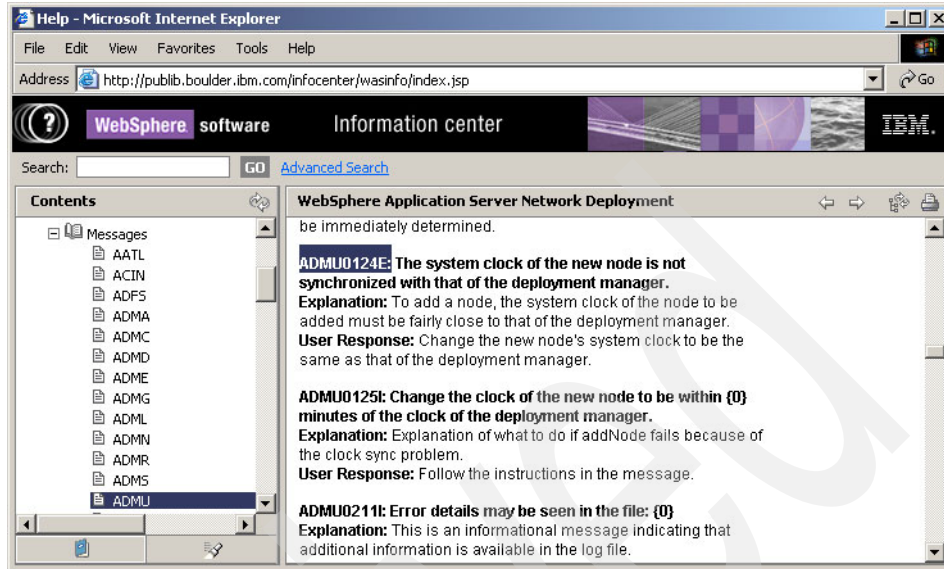 Help - Microsoft Internet Explorer
File Edit View Favorites Tools Help
Address http://publib.boulder.ibm.com/infocenter/wasinfo/index.jsp Go
WebSphere software Information center IBM.
Search: GO Advanced Search
Contents
Messages
AATL
ACIN
ADFS
ADMA
ADMC
ADMD
ADME
ADMG
ADML
ADMN
ADMR
ADMS
ADMU
WebSphere Application Server Network Deployment
be immediately determined.
ADMU0124E: The system clock of the new node is not
synchronized with that of the deployment manager.
Explanation: To add a node, the system clock of the node to be
added must be fairly close to that of the deployment manager.
User Response: Change the new node's system clock to be the
same as that of the deployment manager.
ADMU0125I: Change the clock of the new node to be within {0}
minutes of the clock of the deployment manager.
Explanation: Explanation of what to do if addNode fails because of
the clock sync problem.
User Response: Follow the instructions in the message.
ADMU0211I: Error details may be seen in the file: {0}
Explanation: This is an informational message indicating that
additional information is available in the log file.